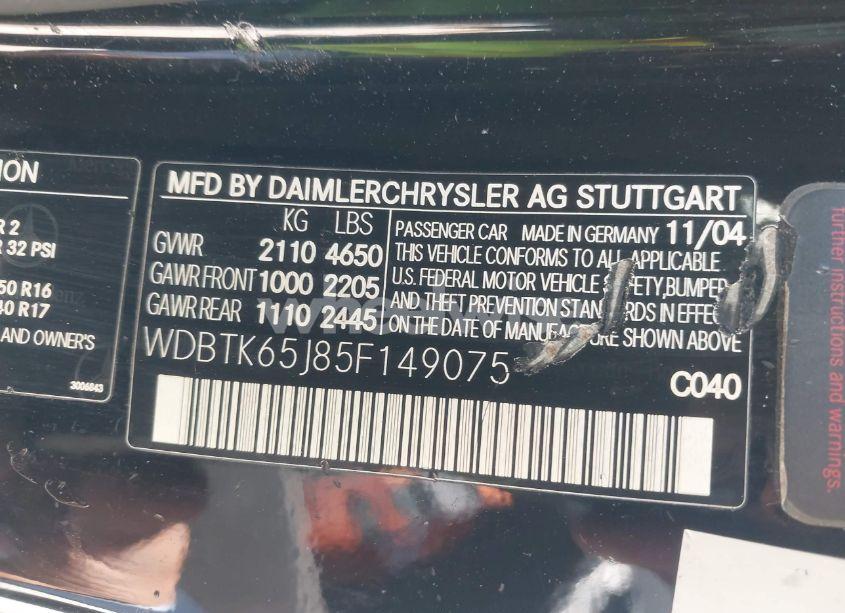 ION
R 2
R 32 PSI
50 R16
40 R17
AND OWNER'S
3006843
MFD BY DAIMLERCHRYSLER AG STUTTGART
KG LBS
GVWR 2110 4650
GAWR FRONT 1000 2205
GAWR REAR 1110 2445
PASSENGER CAR MADE IN GERMANY 11/04
THIS VEHICLE CONFORMS TO ALL APPLICABLE
U.S. FEDERAL MOTOR VEHICLE FETY,BUMPER
AND THEFT PREVENTION STANDARDS IN EFFEC
ON THE DATE OF MANUFACTURE SHOWN ABOVE
WDBTK65J85F149075
C040
further instructions and warnings.